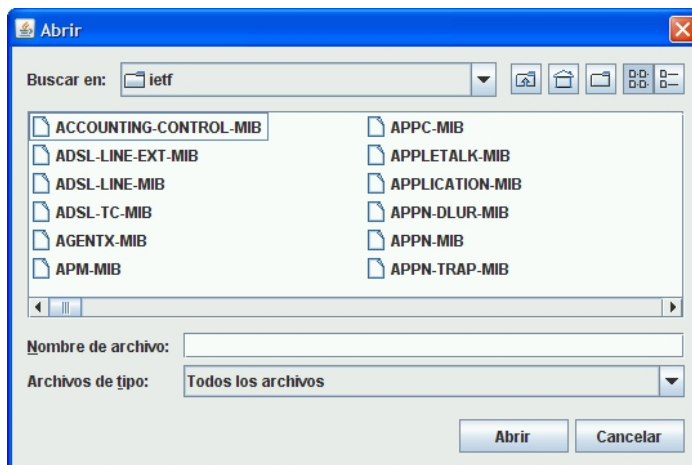 Abrir
Buscar en: ietf
ACCOUNTING-CONTROL-MIB
ADSL-LINE-EXT-MIB
ADSL-LINE-MIB
ADSL-TC-MIB
AGENTX-MIB
APM-MIB
APPC-MIB
APPLETALK-MIB
APPLICATION-MIB
APPN-DLUR-MIB
APPN-MIB
APPN-TRAP-MIB
Nombre de archivo:
Archivos de tipo: Todos los archivos
Abrir Cancelar